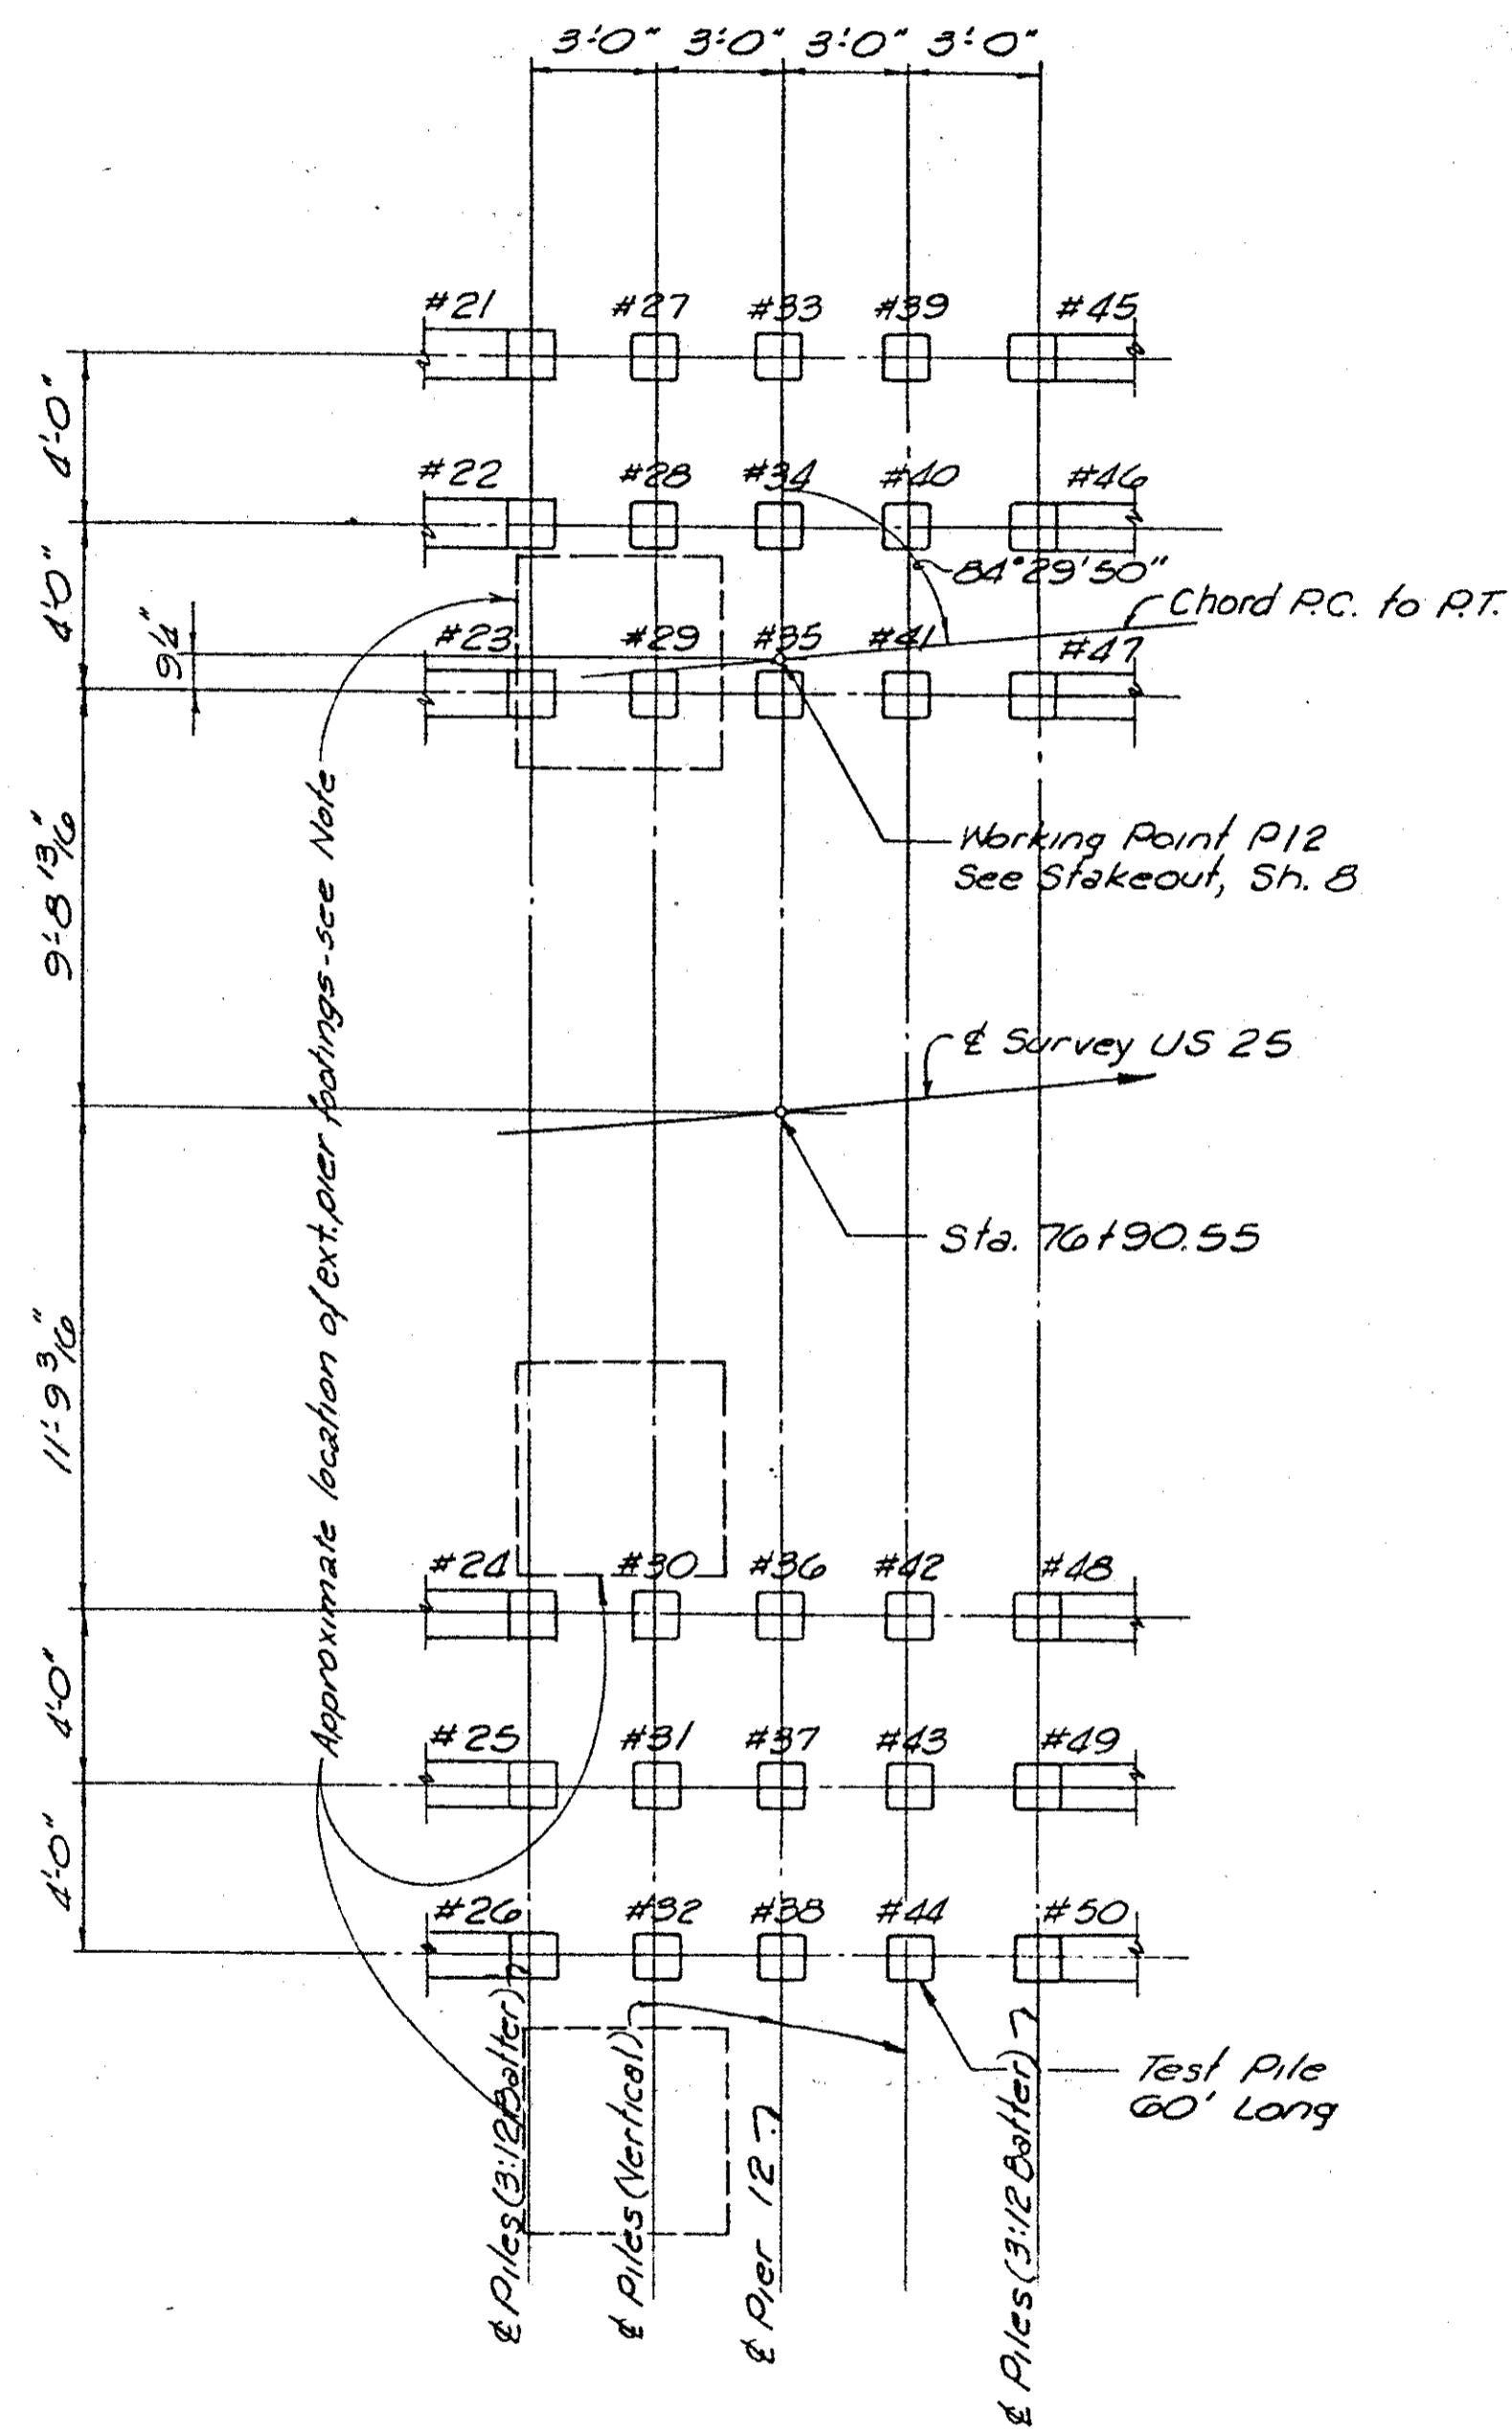 3'-0" 3'-0" 3'-0" 3'-0"
#21 #27 #33 #39 #45
4'-0"
#22 #28 #34 #40 #46
4'-0"
84°29'50"
Chord P.C. to P.T.
9¼"
#23 #29 #35 #41 #47
Working Point P12
See Stakeout, Sh. 8
9'-8 13/16"
Approximate location of ext. pier footings-see Note
℄ Survey US 25
Sta. 76+90.55
11'-9 3/16"
#24 #30 #36 #42 #48
4'-0"
#25 #31 #37 #43 #49
4'-0"
#26 #32 #38 #44 #50
Test Pile
60' Long
℄ Piles (3:12 Batter)
℄ Piles (Vertical)
℄ Pier 12
℄ Piles (3:12 Batter)